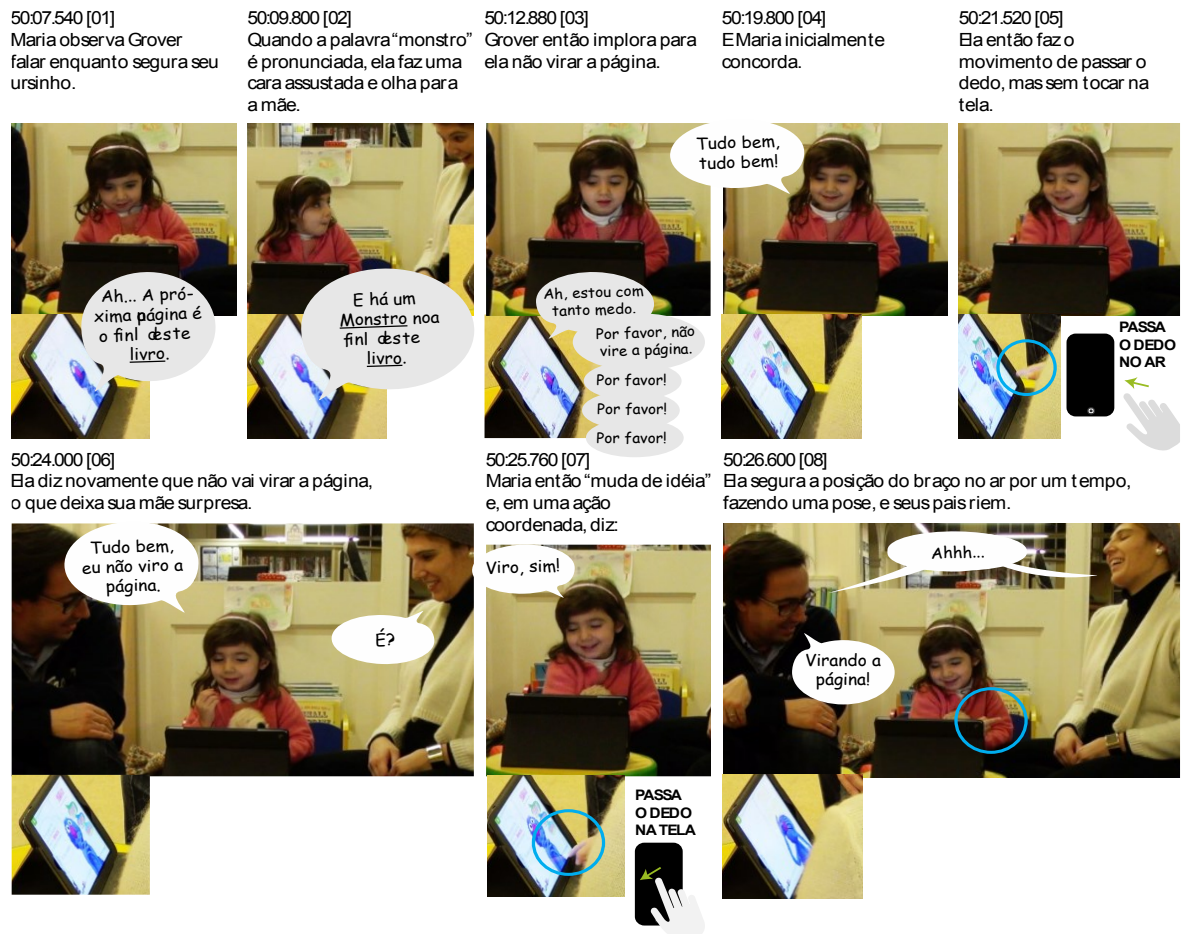 50:07.540 [01]
Maria observa Grover
falar enquanto segura seu
ursinho.
50:09.800 [02]
Quando a palavra “monstro”
é pronunciada, ela faz uma
cara assustada e olha para
a mãe.
50:12.880 [03]
Grover então implora para
ela não virar a página.
50:19.800 [04]
E Maria inicialmente
concorda.
50:21.520 [05]
Ela então faz o
movimento de passar o
dedo, mas sem tocar na
tela.
Ah... A pró-
xima página é
o finl deste
livro.
E há um
Monstro noa
finl deste
livro.
Ah, estou com
tanto medo.
Por favor, não
vire a página.
Por favor!
Por favor!
Por favor!
Tudo bem,
tudo bem!
PASSA
O DEDO
NO AR
50:24.000 [06]
Ela diz novamente que não vai virar a página,
o que deixa sua mãe surpresa.
Tudo bem,
eu não viro a
página.
É?
50:25.760 [07]
Maria então “muda de idéia”
e, em uma ação
coordenada, diz:
Viro, sim!
PASSA
O DEDO
NA TELA
50:26.600 [08]
Ela segura a posição do braço no ar por um tempo,
fazendo uma pose, e seus pais riem.
Ahhh...
Virando a
página!